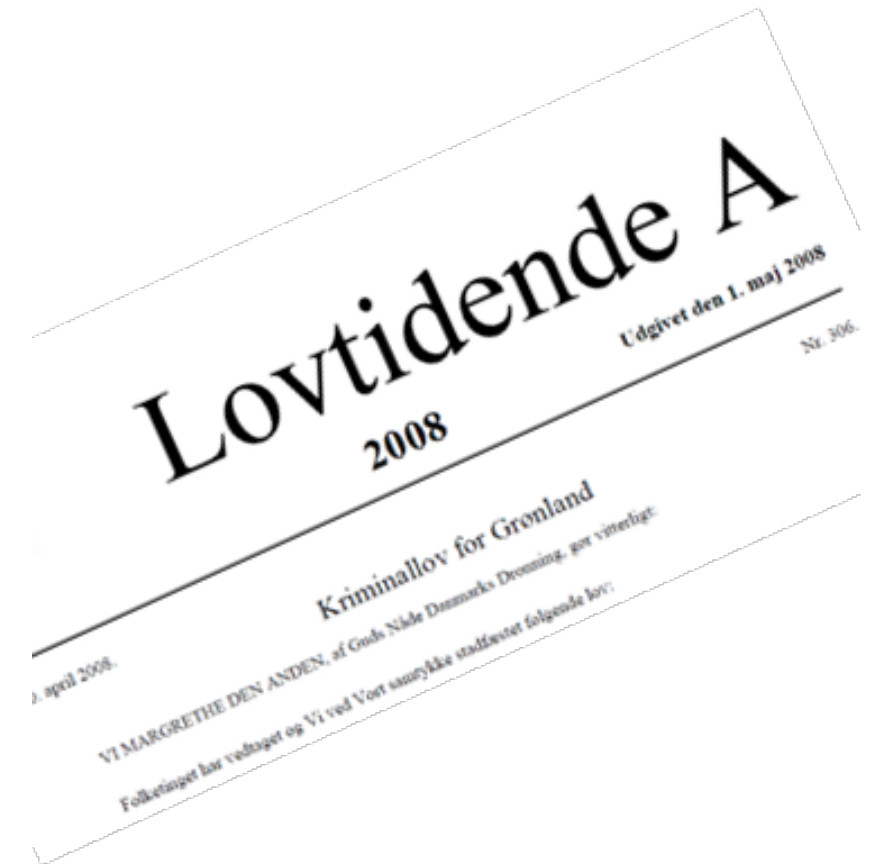 Lovtidende A
2008
Udgivet den 1. maj 2008
. april 2008.
Nr. 306.
Kriminallov for Grønland
VI MARGRETHE DEN ANDEN, af Guds Nåde Danmarks Dronning, gør vitterligt:
Folketinget har vedtaget og Vi ved Vort samtykke stadfæstet følgende lov: